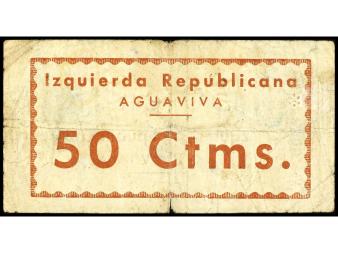 Izquierda Republicana
AGUAVIVA
50 Ctms.